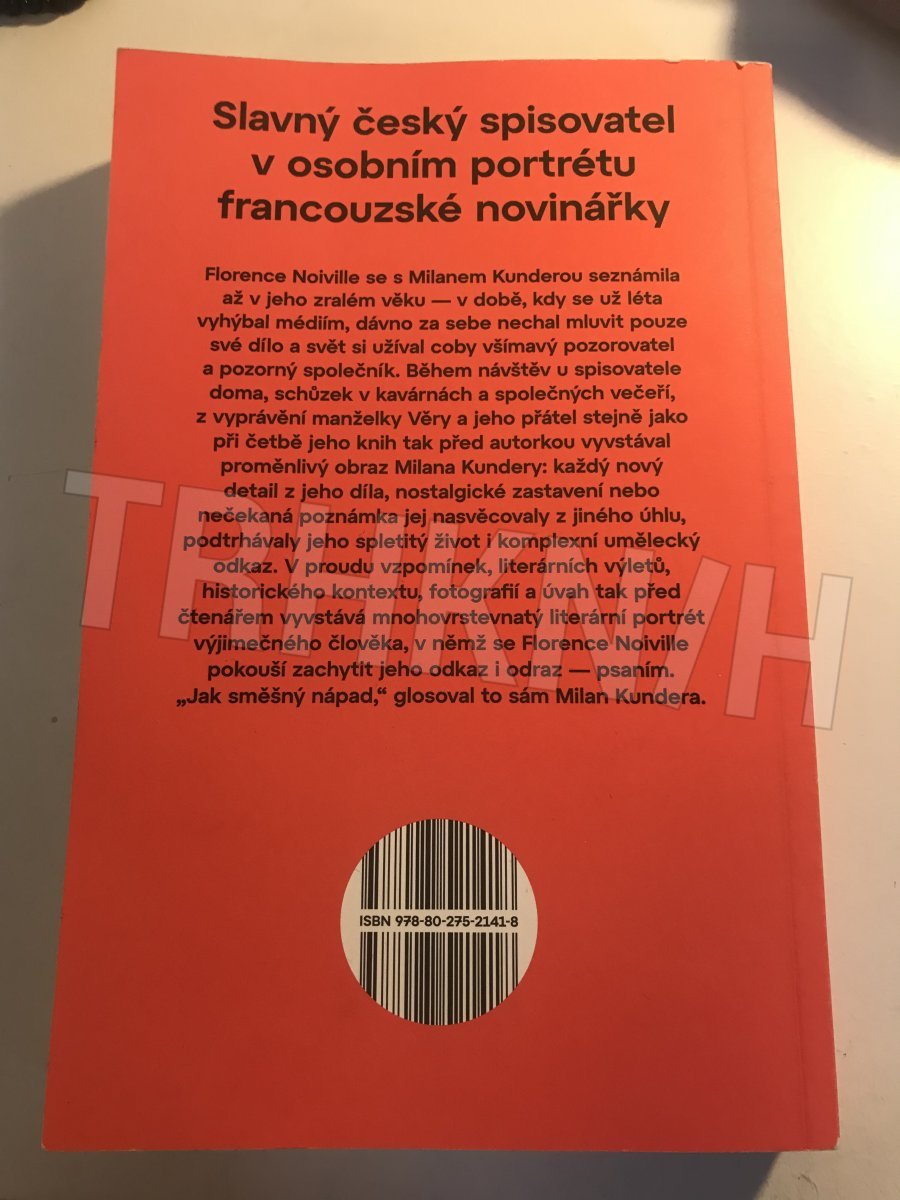 Slavný český spisovatel
v osobním portrétu
francouzské novinářky
Florence Noiville se s Milanem Kunderou seznámila
až v jeho zralém věku — v době, kdy se už léta
vyhýbal médiím, dávno za sebe nechal mluvit pouze
své dílo a svět si užíval coby všímavý pozorovatel
a pozorný společník. Během návštěv u spisovatele
doma, schůzek v kavárnách a společných večeří,
z vyprávění manželky Věry a jeho přátel stejně jako
při četbě jeho knih tak před autorkou vyvstával
proměnlivý obraz Milana Kundery: každý nový
detail z jeho díla, nostalgické zastavení nebo
nečekaná poznámka jej nasvěcovaly z jiného úhlu,
podtrhávaly jeho spletitý život i komplexní umělecký
odkaz. V proudu vzpomínek, literárních výletů,
historického kontextu, fotografií a úvah tak před
čtenářem vyvstává mnohovrstevnatý literární portrét
výjimečného člověka, v němž se Florence Noiville
pokouší zachytit jeho odkaz i odraz — psaním.
„Jak směšný nápad,“ glosoval to sám Milan Kundera.
TRHKNIH
ISBN 978-80-275-2141-8